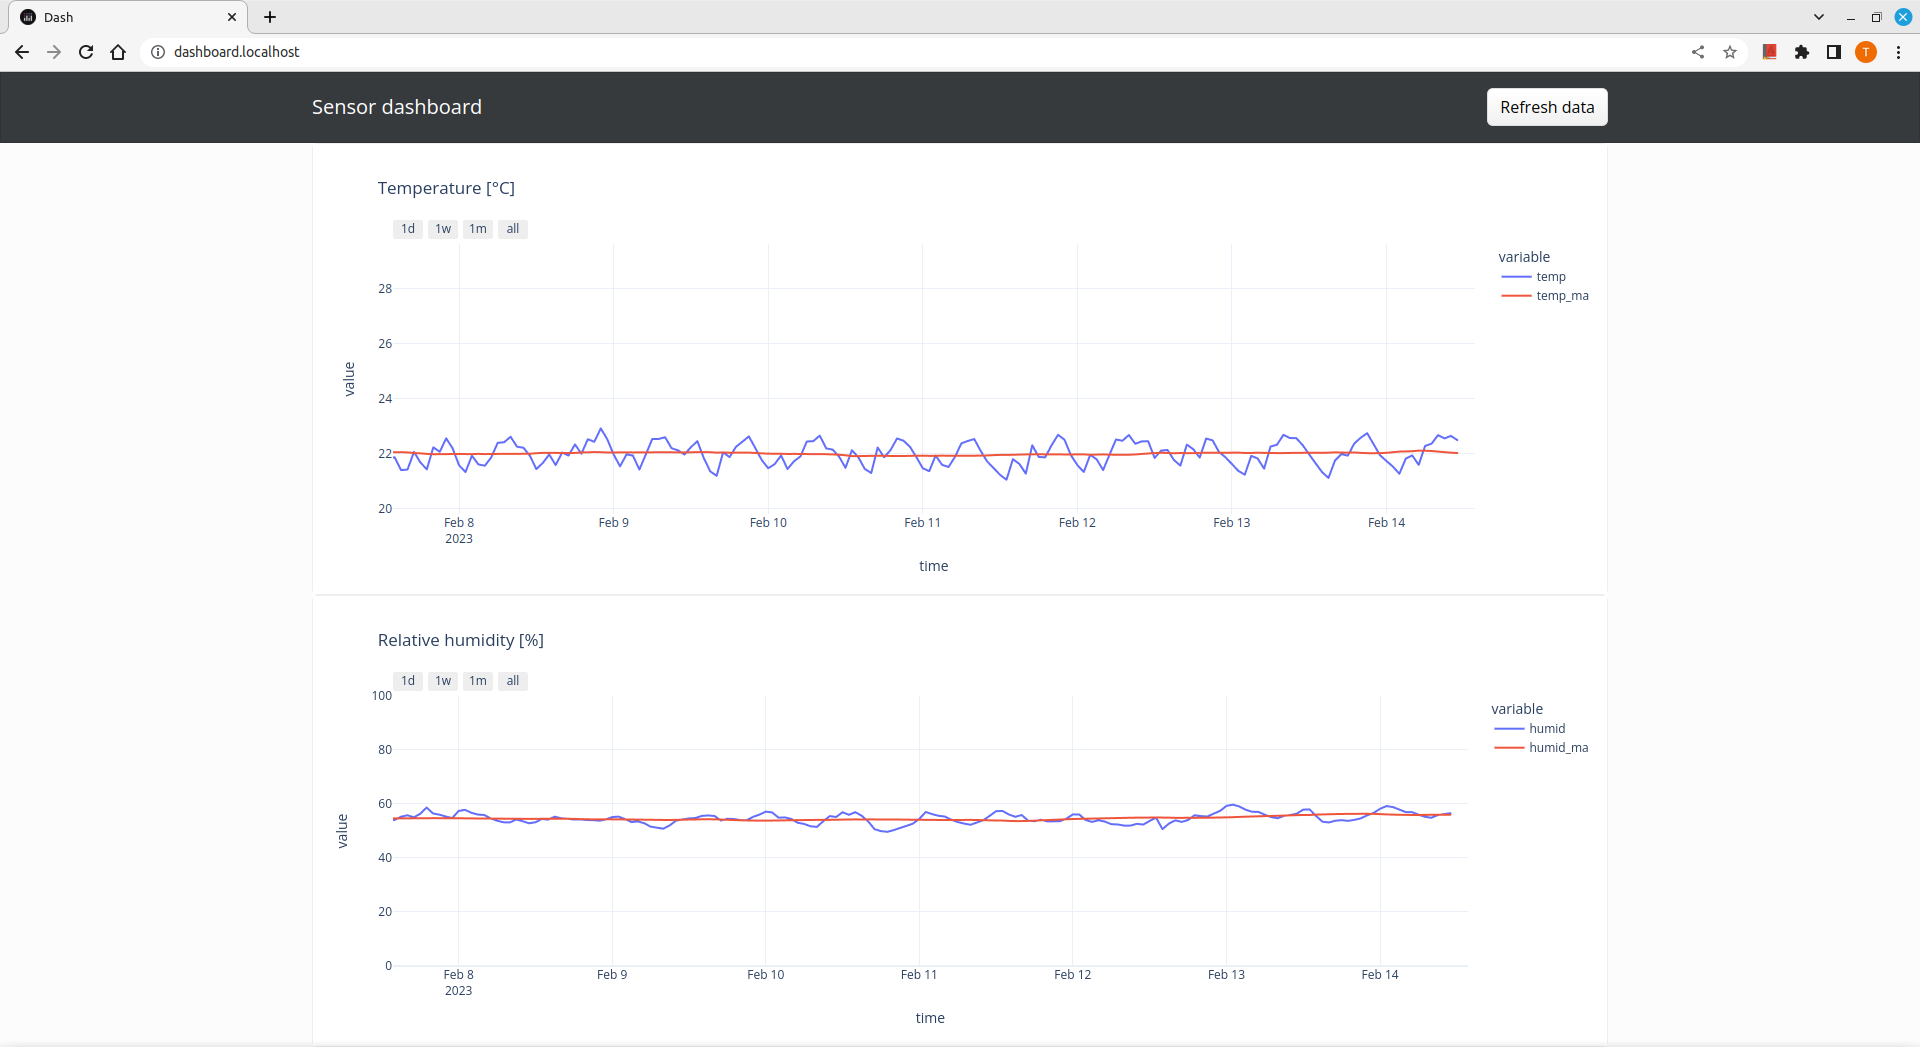 Dash
dashboard.localhost
T
Sensor dashboard
Refresh data
Temperature [°C]
1d 1w 1m all
variable
temp
temp_ma
28
26
24
22
20
value
Feb 8 Feb 9 Feb 10 Feb 11 Feb 12 Feb 13 Feb 14
2023
time
Relative humidity [%]
1d 1w 1m all
variable
humid
humid_ma
100
80
60
40
20
0
value
Feb 8 Feb 9 Feb 10 Feb 11 Feb 12 Feb 13 Feb 14
2023
time